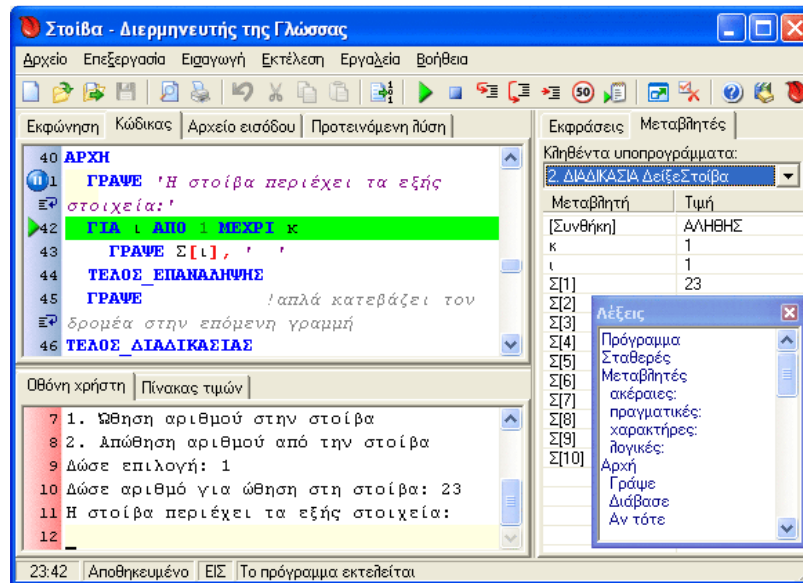 Στοίβα - Διερμηνευτής της Γλώσσας
Αρχείο Επεξεργασία Εισαγωγή Εκτέλεση Εργαλεία Βοήθεια
50
Εκφώνηση Κώδικας Αρχείο εισόδου Προτεινόμενη λύση
40 ΑΡΧΗ
1 ΓΡΑΨΕ 'Η στοίβα περιέχει τα εξής
στοιχεία:'
42 ΓΙΑ ι ΑΠΟ 1 ΜΕΧΡΙ κ
43 ΓΡΑΨΕ Σ[ι], ' '
44 ΤΕΛΟΣ_ΕΠΑΝΑΛΗΨΗΣ
45 ΓΡΑΨΕ !απλά κατεβάζει τον
δρομέα στην επόμενη γραμμή
46 ΤΕΛΟΣ_ΔΙΑΔΙΚΑΣΙΑΣ
Οθόνη χρήστη Πίνακας τιμών
7 1. Ώθηση αριθμού στην στοίβα
8 2. Απώθηση αριθμού από την στοίβα
9 Δώσε επιλογή: 1
10 Δώσε αριθμό για ώθηση στη στοίβα: 23
11 Η στοίβα περιέχει τα εξής στοιχεία:
12
Εκφράσεις Μεταβλητές
Κληθέντα υποπρογράμματα:
2. ΔΙΑΔΙΚΑΣΙΑ ΔείξεΣτοίβα
Μεταβλητή Τιμή
[Συνθήκη] ΑΛΗΘΗΣ
κ 1
ι 1
Σ[1] 23
Σ[2]
Σ[3]
Σ[4]
Σ[5]
Σ[6]
Σ[7]
Σ[8]
Σ[9]
Σ[10]
Λέξεις
Πρόγραμμα
Σταθερές
Μεταβλητές
ακέραιες:
πραγματικές:
χαρακτήρες:
λογικές:
Αρχή
Γράψε
Διάβασε
Αν τότε
23:42 Αποθηκευμένο ΕΙΣ Το πρόγραμμα εκτελείται